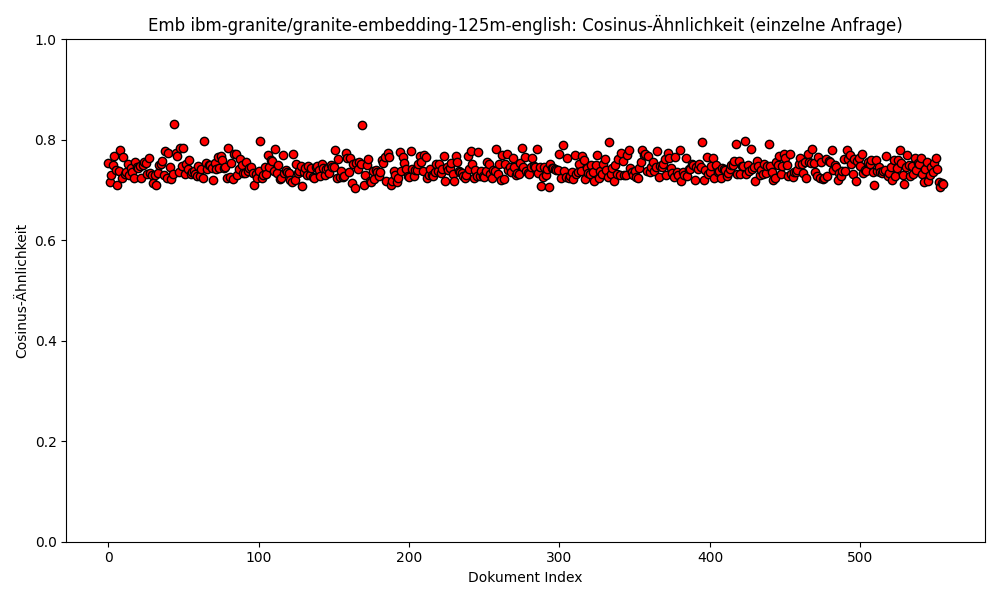 Emb ibm-granite/granite-embedding-125m-english: Cosinus-Ähnlichkeit (einzelne Anfrage)
1.0
0.8
0.6
0.4
0.2
0.0
Cosinus-Ähnlichkeit
0 100 200 300 400 500
Dokument Index